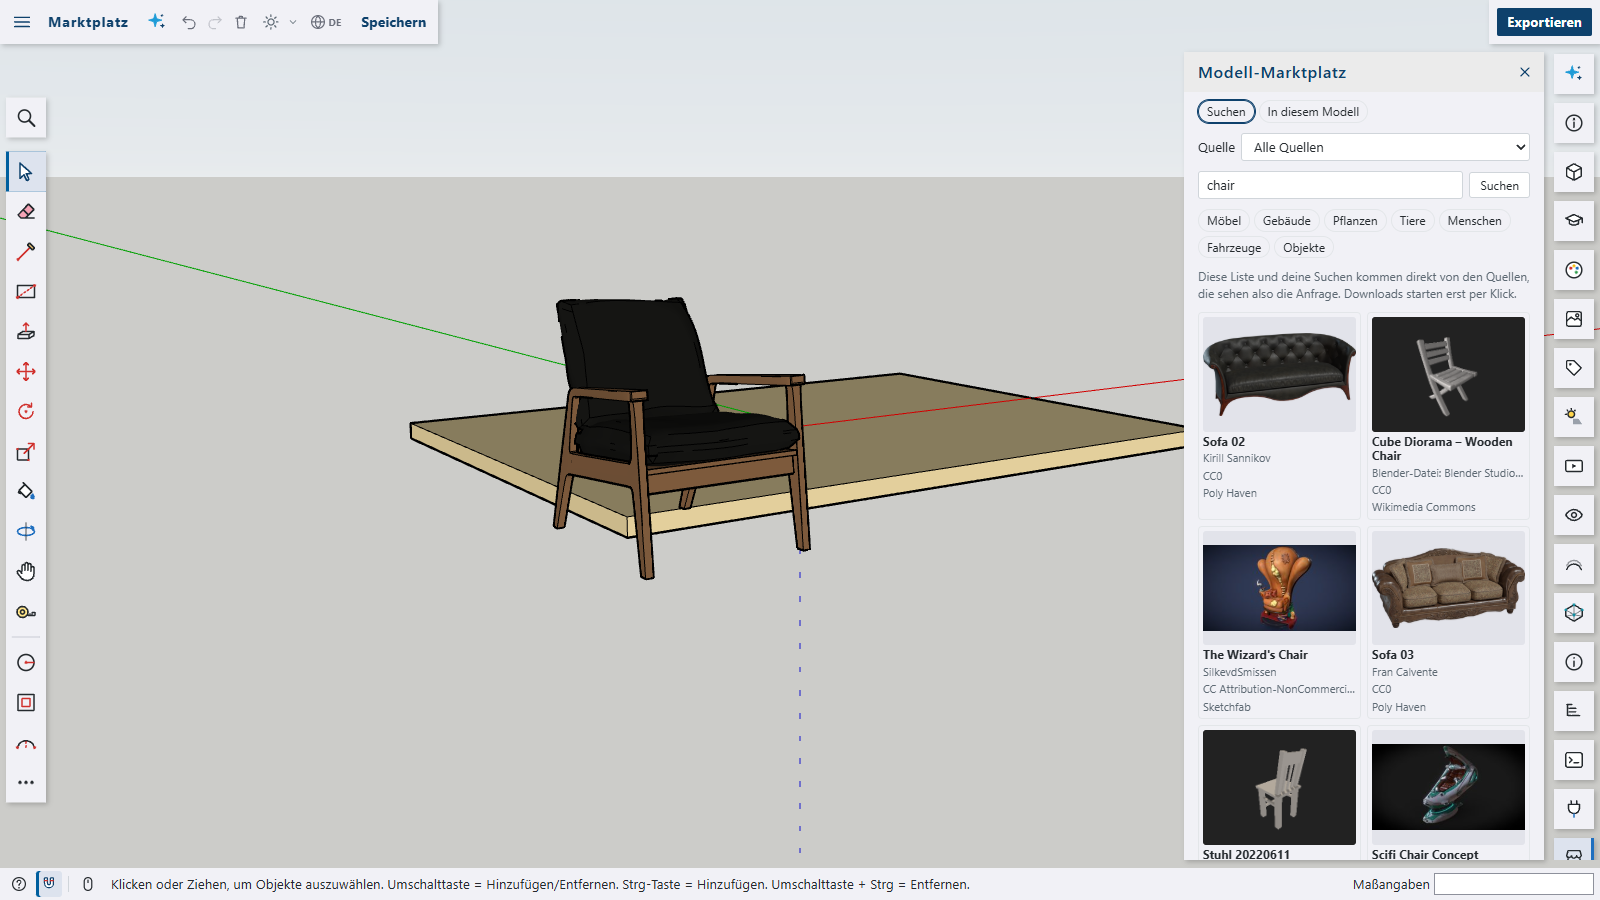 Marktplatz
DE
Speichern
Exportieren
Modell-Marktplatz
Suchen
In diesem Modell
Quelle
Alle Quellen
chair
Suchen
Möbel
Gebäude
Pflanzen
Tiere
Menschen
Fahrzeuge
Objekte
Diese Liste und deine Suchen kommen direkt von den Quellen,
die sehen also die Anfrage. Downloads starten erst per Klick.
Sofa 02
Kirill Sannikov
CC0
Poly Haven
Cube Diorama – Wooden
Chair
Blender-Datei: Blender Studio...
CC0
Wikimedia Commons
The Wizard's Chair
SilkevdSmissen
CC Attribution-NonCommerci...
Sketchfab
Sofa 03
Fran Calvente
CC0
Poly Haven
Stuhl 20220611
Scifi Chair Concept
Klicken oder Ziehen, um Objekte auszuwählen. Umschalttaste = Hinzufügen/Entfernen. Strg-Taste = Hinzufügen. Umschalttaste + Strg = Entfernen.
Maßangaben